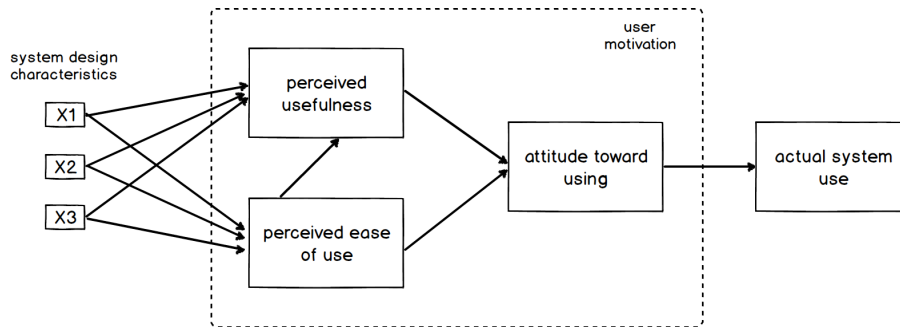 user
motivation
system design
characteristics
X1
X2
X3
perceived
usefulness
perceived ease
of use
attitude toward
using
actual system
use